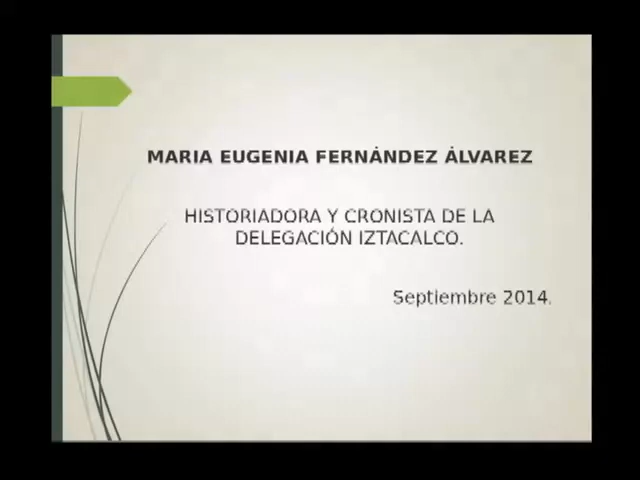 MARIA EUGENIA FERNÁNDEZ ÁLVAREZ
HISTORIADORA Y CRONISTA DE LA
DELEGACIÓN IZTACALCO.
Septiembre 2014.